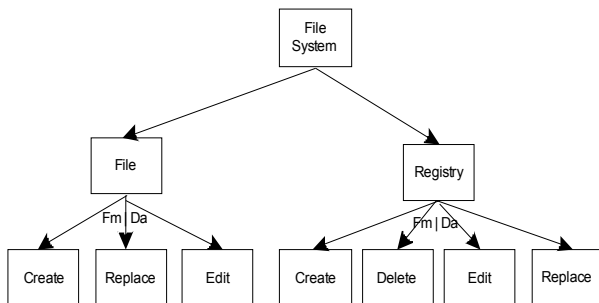 File
System
File
Registry
Fm | Da
Fm | Da
Create
Replace
Edit
Create
Delete
Edit
Replace